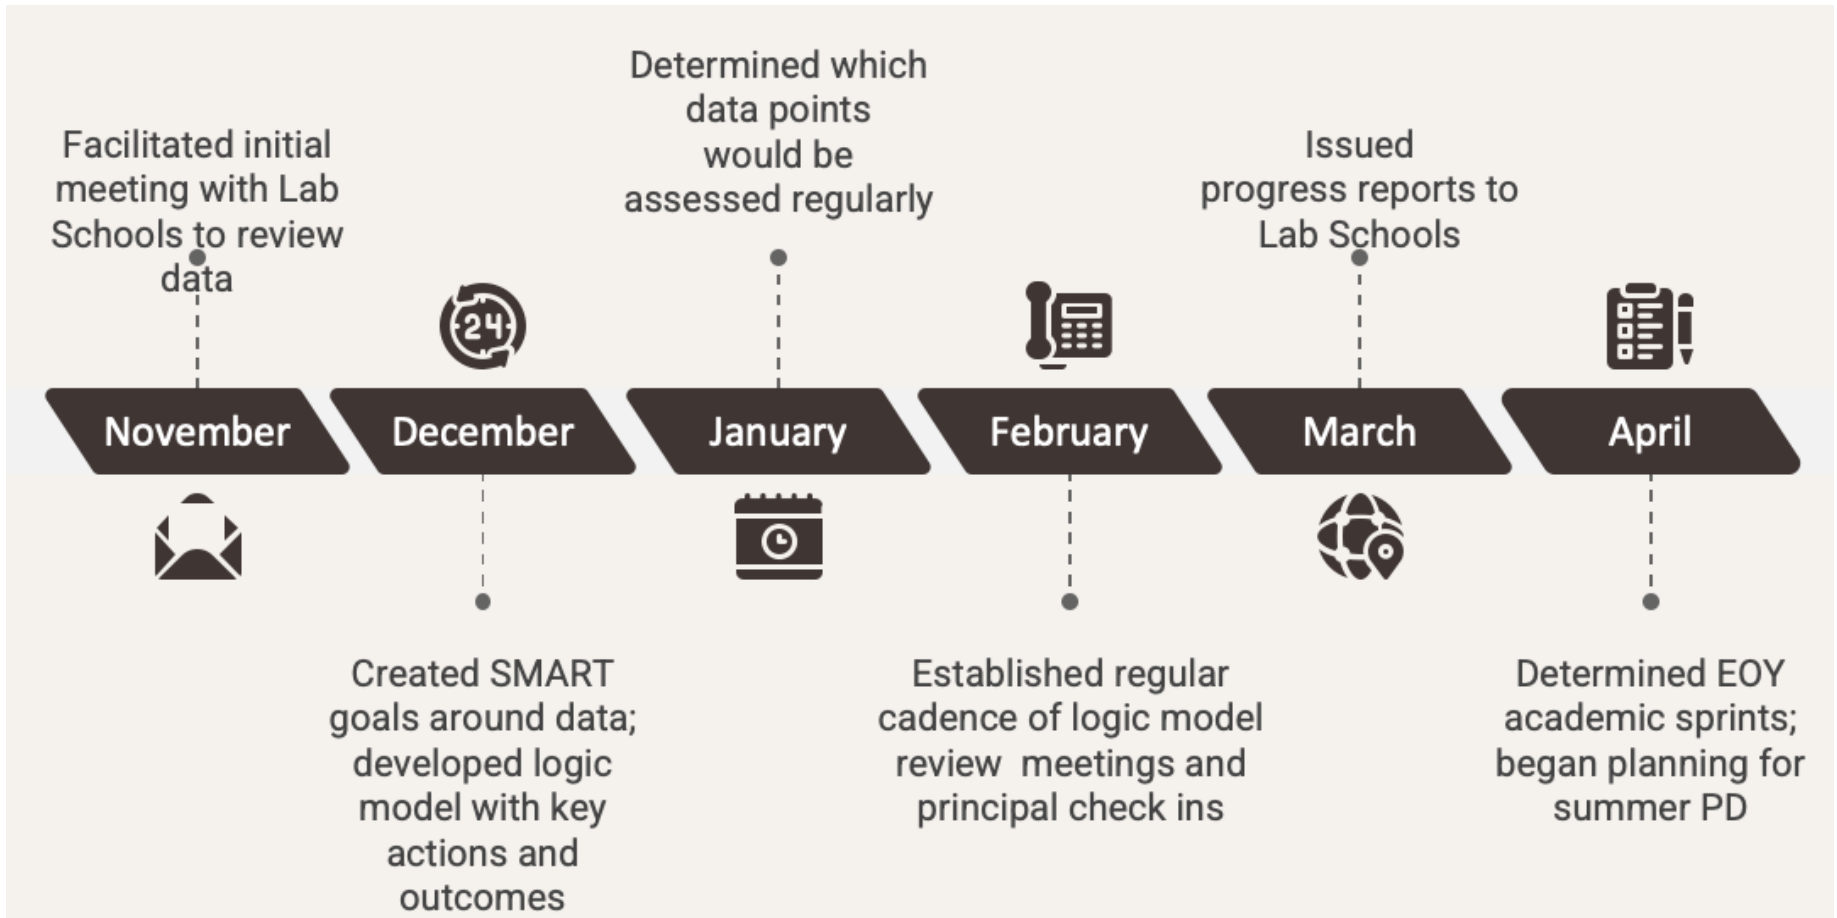 Facilitated initial
meeting with Lab
Schools to review
data
Determined which
data points
would be
assessed regularly
Issued
progress reports to
Lab Schools
24
November
December
January
February
March
April
Created SMART
goals around data;
developed logic
model with key
actions and
outcomes
Established regular
cadence of logic model
review  meetings and
principal check ins
Determined EOY
academic sprints;
began planning for
summer PD